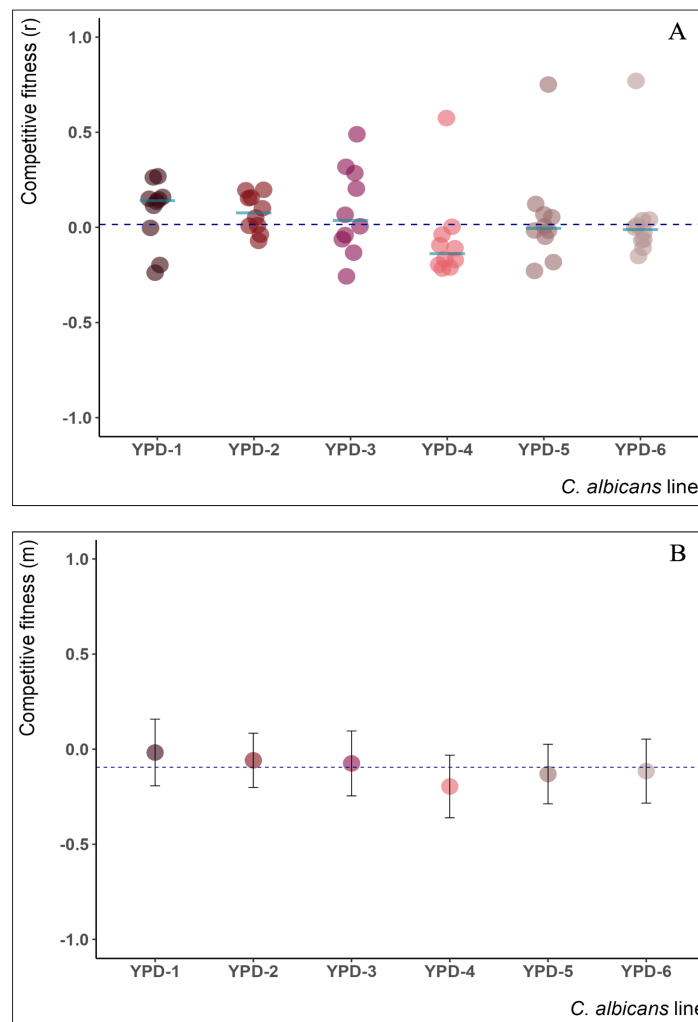 A
Competitive fitness (r)
1.0
0.5
0.0
-0.5
-1.0
YPD-1 YPD-2 YPD-3 YPD-4 YPD-5 YPD-6
C. albicans line
B
Competitive fitness (m)
1.0
0.5
0.0
-0.5
-1.0
YPD-1 YPD-2 YPD-3 YPD-4 YPD-5 YPD-6
C. albicans line